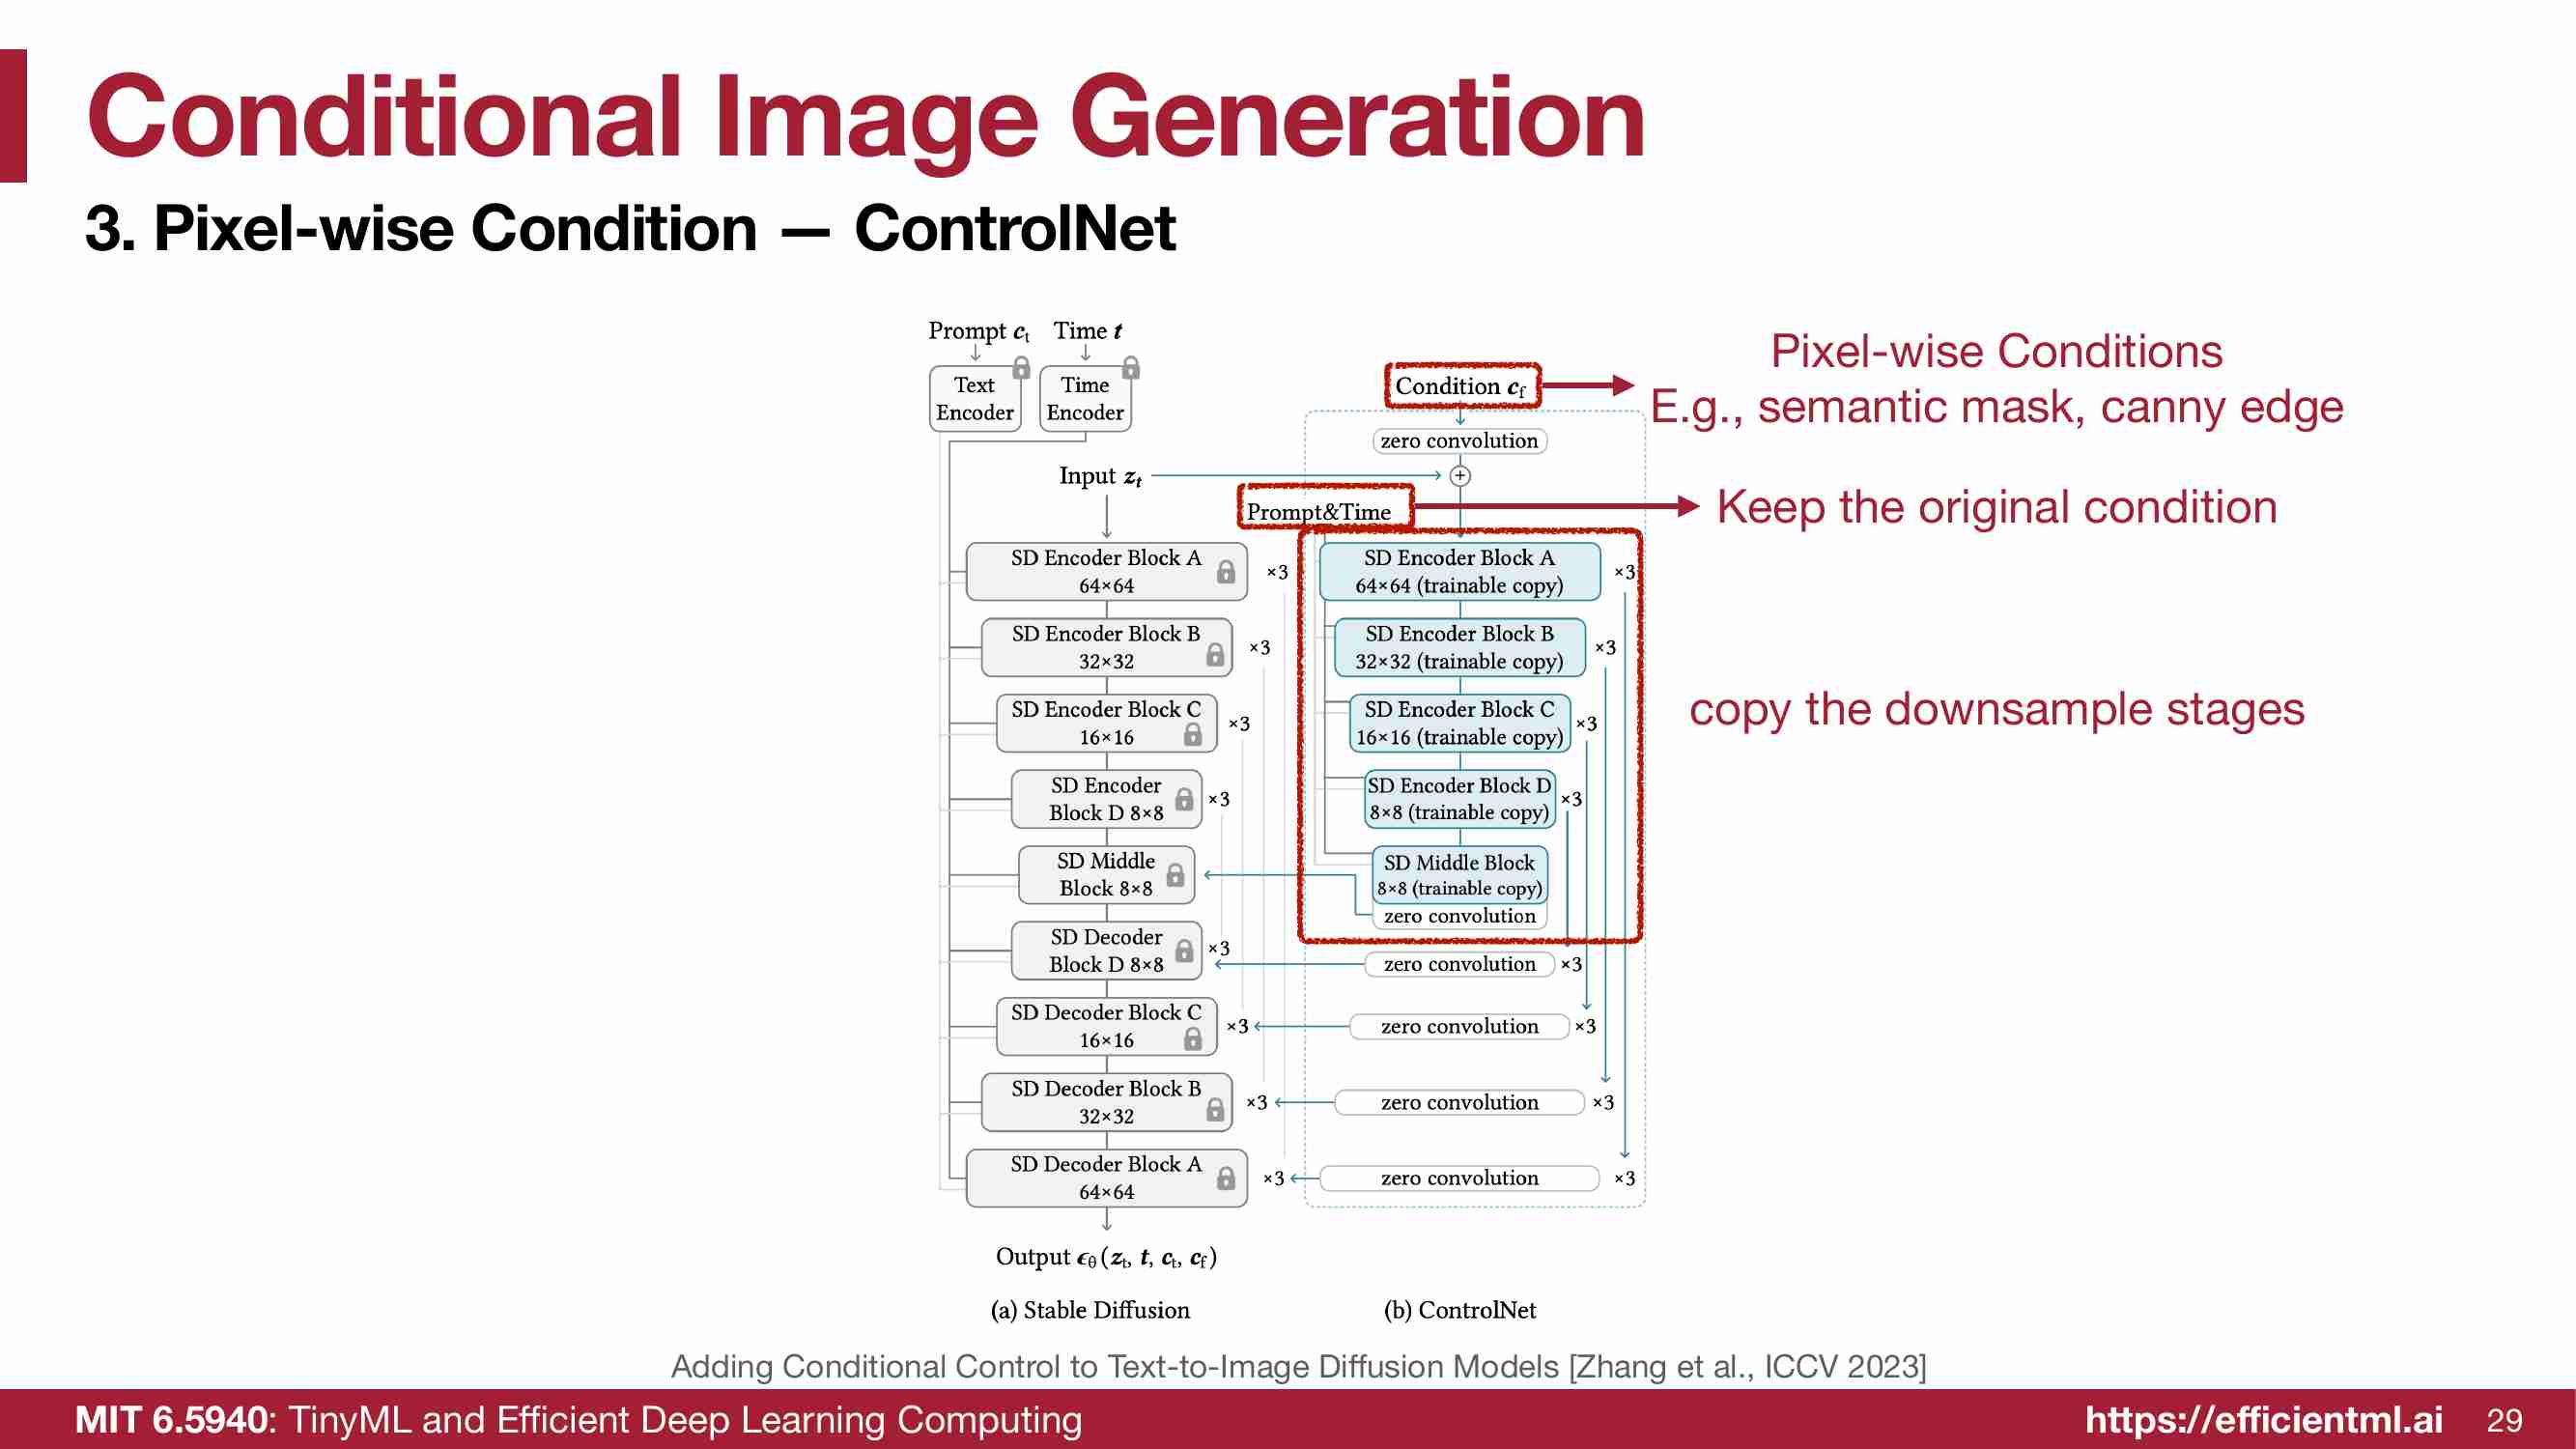 Conditional Image Generation
3. Pixel-wise Condition — ControlNet
Prompt cₜ
Time t
Text
Encoder
Time
Encoder
Input zₜ
SD Encoder Block A
64×64
×3
SD Encoder Block B
32×32
×3
SD Encoder Block C
16×16
×3
SD Encoder
Block D 8×8
×3
SD Middle
Block 8×8
SD Decoder
Block D 8×8
×3
SD Decoder Block C
16×16
×3
SD Decoder Block B
32×32
×3
SD Decoder Block A
64×64
×3
Output ϵθ(zₜ, t, cₜ, c_f)
(a) Stable Diffusion
Condition c_f
zero convolution
+
Prompt&Time
SD Encoder Block A
64×64 (trainable copy)
×3
SD Encoder Block B
32×32 (trainable copy)
×3
SD Encoder Block C
16×16 (trainable copy)
×3
SD Encoder Block D
8×8 (trainable copy)
×3
SD Middle Block
8×8 (trainable copy)
zero convolution
zero convolution
×3
zero convolution
×3
zero convolution
×3
zero convolution
×3
(b) ControlNet
Pixel-wise Conditions
E.g., semantic mask, canny edge
Keep the original condition
copy the downsample stages
Adding Conditional Control to Text-to-Image Diffusion Models [Zhang et al., ICCV 2023]
MIT 6.5940: TinyML and Efficient Deep Learning Computing
https://efficientml.ai
29